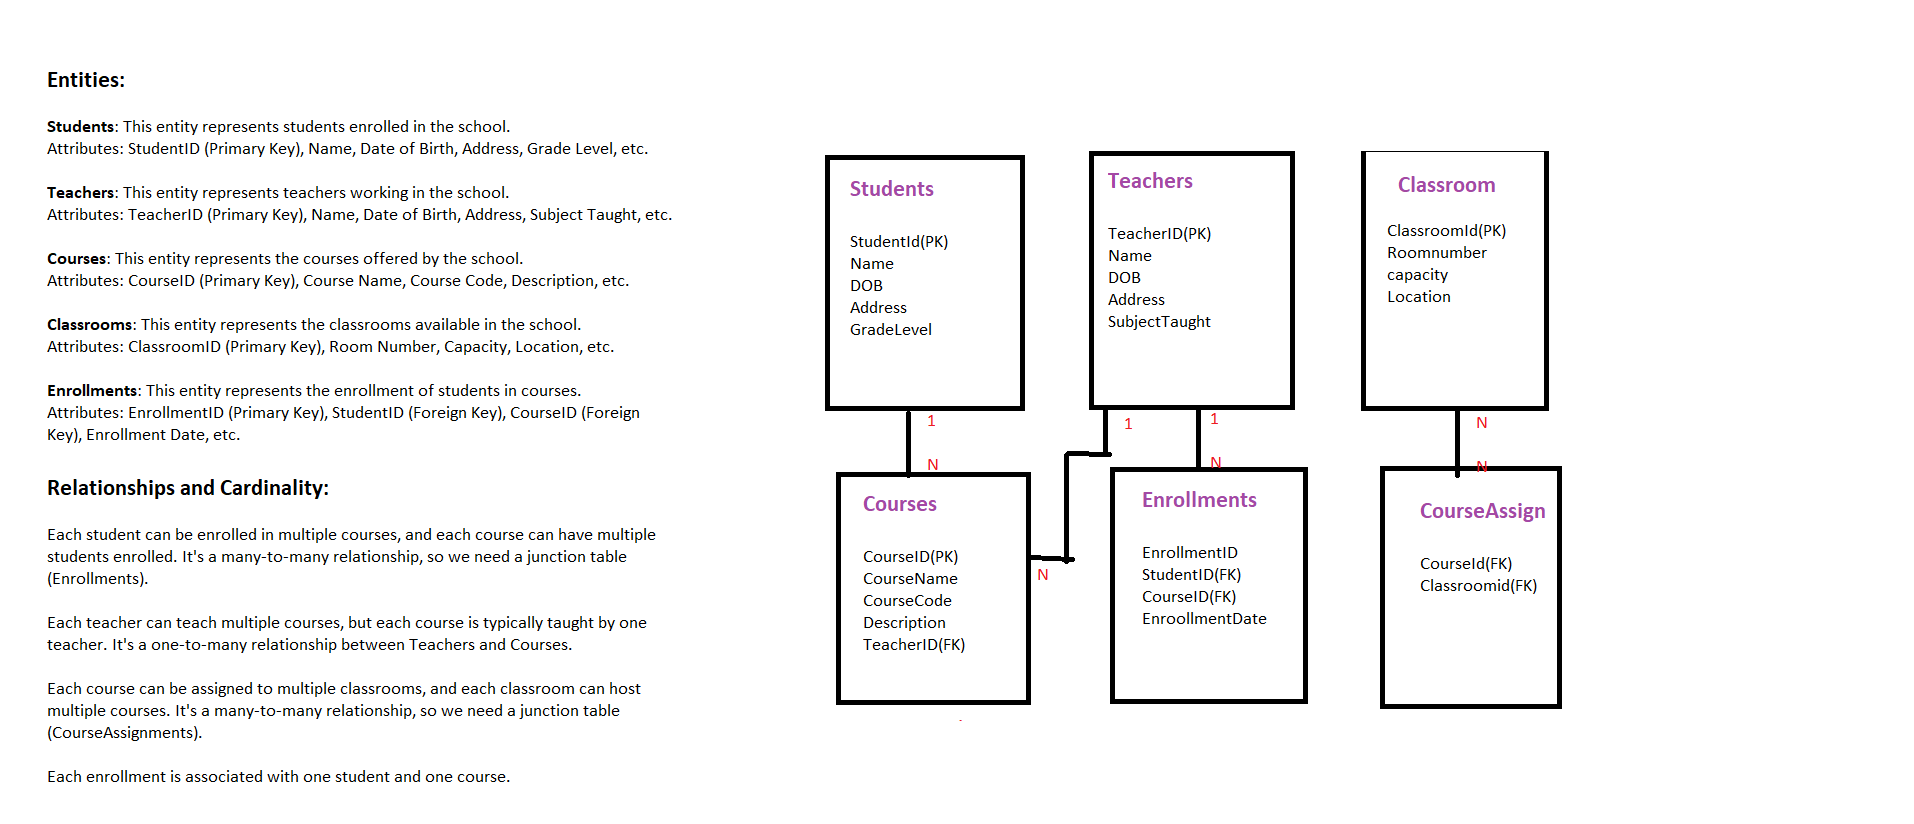 Entities:
Students: This entity represents students enrolled in the school.
Attributes: StudentID (Primary Key), Name, Date of Birth, Address, Grade Level, etc.
Teachers: This entity represents teachers working in the school.
Attributes: TeacherID (Primary Key), Name, Date of Birth, Address, Subject Taught, etc.
Courses: This entity represents the courses offered by the school.
Attributes: CourseID (Primary Key), Course Name, Course Code, Description, etc.
Classrooms: This entity represents the classrooms available in the school.
Attributes: ClassroomID (Primary Key), Room Number, Capacity, Location, etc.
Enrollments: This entity represents the enrollment of students in courses.
Attributes: EnrollmentID (Primary Key), StudentID (Foreign Key), CourseID (Foreign
Key), Enrollment Date, etc.
Relationships and Cardinality:
Each student can be enrolled in multiple courses, and each course can have multiple
students enrolled. It's a many-to-many relationship, so we need a junction table
(Enrollments).
Each teacher can teach multiple courses, but each course is typically taught by one
teacher. It's a one-to-many relationship between Teachers and Courses.
Each course can be assigned to multiple classrooms, and each classroom can host
multiple courses. It's a many-to-many relationship, so we need a junction table
(CourseAssignments).
Each enrollment is associated with one student and one course.
Students
StudentId(PK)
Name
DOB
Address
GradeLevel
Teachers
TeacherID(PK)
Name
DOB
Address
SubjectTaught
Classroom
ClassroomId(PK)
Roomnumber
capacity
Location
1
N
1
1
N
N
N
N
Courses
CourseID(PK)
CourseName
CourseCode
Description
TeacherID(FK)
Enrollments
EnrollmentID
StudentID(FK)
CourseID(FK)
EnroollmentDate
CourseAssign
CourseId(FK)
Classroomid(FK)